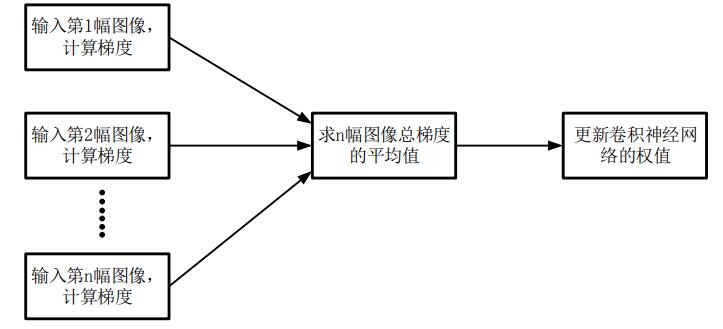 输入第1幅图像，
计算梯度
输入第2幅图像，
计算梯度
输入第n幅图像，
计算梯度
求n幅图像总梯度
的平均值
更新卷积神经网
络的权值